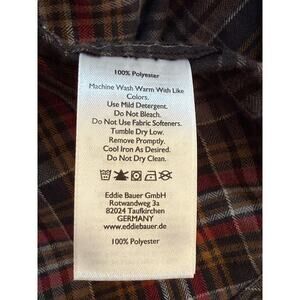 100% Polyester
Machine Wash Warm With Like
Colors.
Use Mild Detergent.
Do Not Bleach.
Do Not Use Fabric Softeners.
Tumble Dry Low.
Remove Promptly.
Cool Iron As Desired.
Do Not Dry Clean.
Eddie Bauer GmbH
Rotwandweg 3a
82024 Taufkirchen
GERMANY
www.eddiebauer.de
100% Polyester